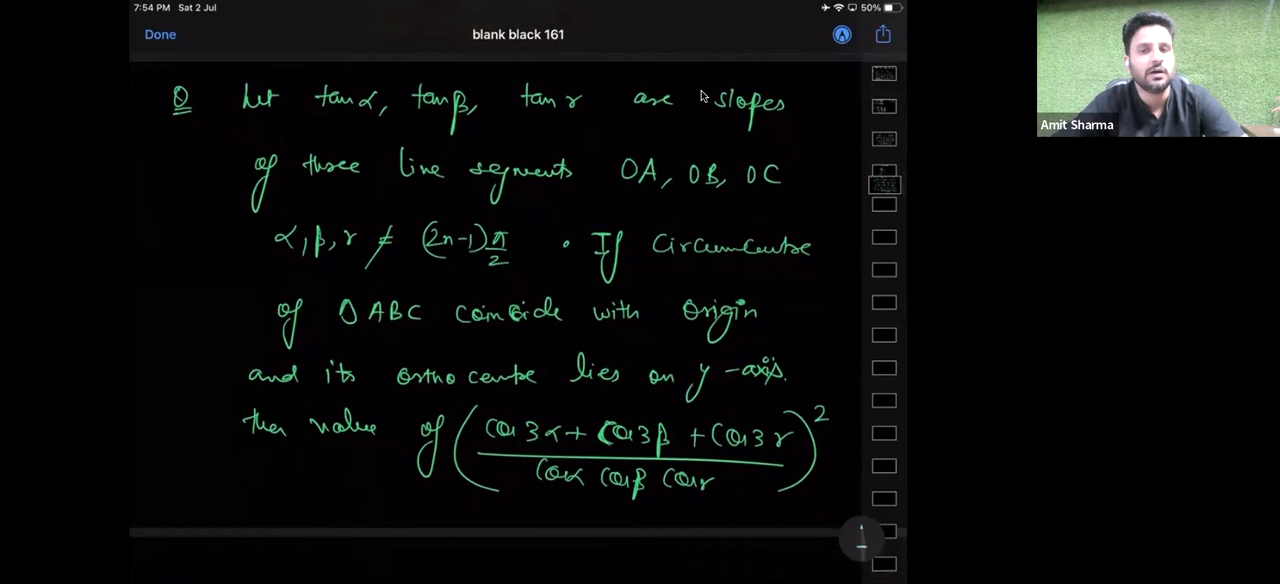 7:54 PM Sat 2 Jul
50%
Done
blank black 161
Amit Sharma
Q Let tanα, tanβ, tanγ are slopes
of three line segments OA, OB, OC
α, β, γ ≠ (2n-1)π/2 . If Circumcentre
of Δ ABC coincide with origin
and its orthocentre lies on y-axis.
then value of ((cos3α + cos3β + cos3γ)/(cosα cosβ cosγ))²